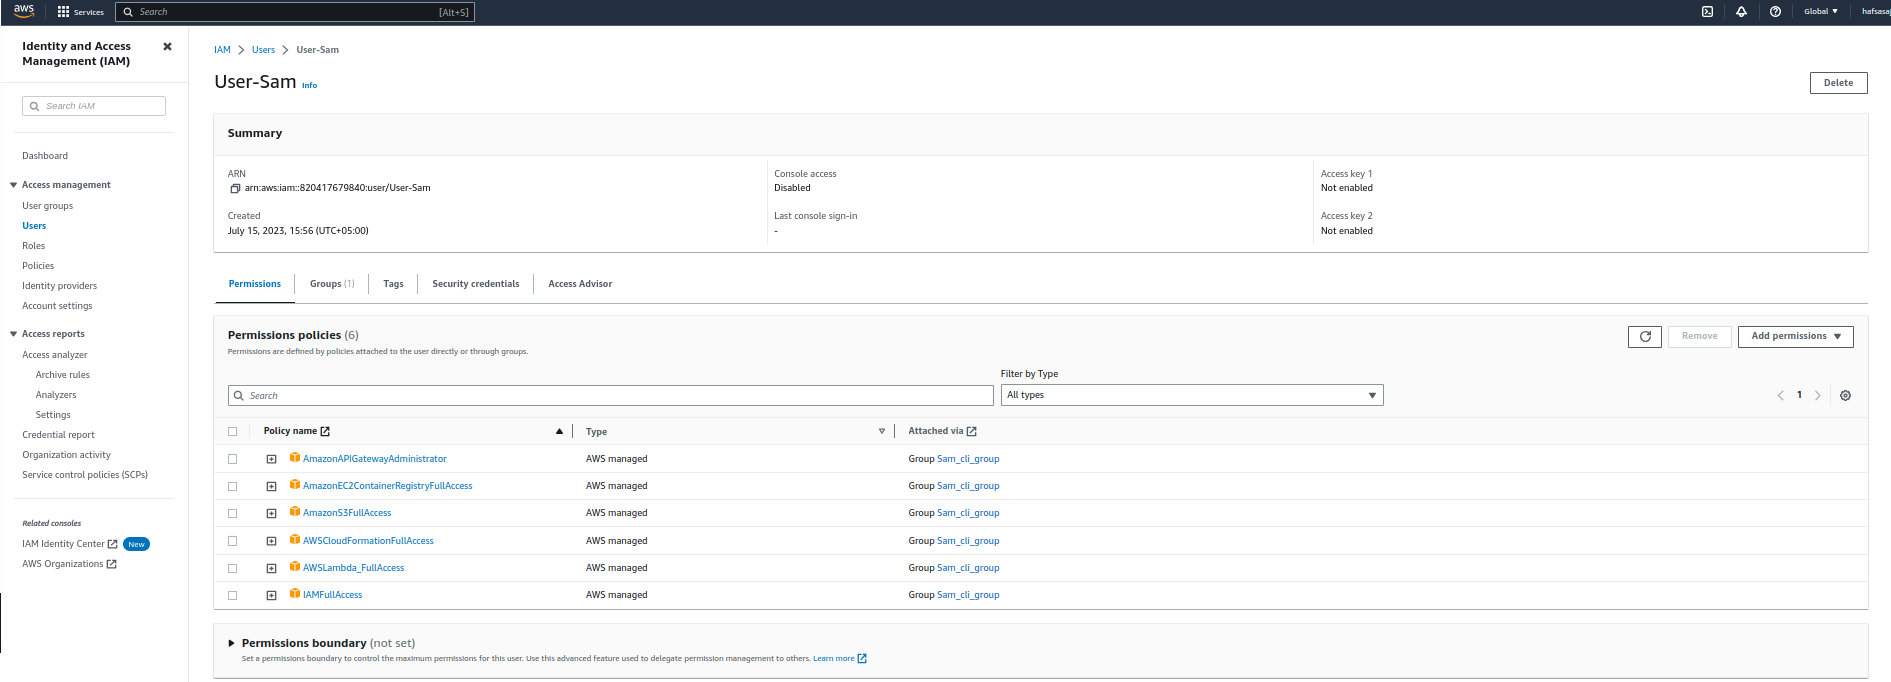 aws Services Search [Alt+S] Global
Identity and Access Management (IAM)
Search IAM
Dashboard
Access management
User groups
Users
Roles
Policies
Identity providers
Account settings
Access reports
Access analyzer
Archive rules
Analyzers
Settings
Credential report
Organization activity
Service control policies (SCPs)
Related consoles
IAM Identity Center New
AWS Organizations
IAM > Users > User-Sam
User-Sam Info
Delete
Summary
ARN
arn:aws:iam::820417679840:user/User-Sam
Created
July 15, 2023, 15:56 (UTC+05:00)
Console access
Disabled
Last console sign-in
-
Access key 1
Not enabled
Access key 2
Not enabled
Permissions Groups (1) Tags Security credentials Access Advisor
Permissions policies (6)
Permissions are defined by policies attached to the user directly or through groups.
Remove Add permissions
Filter by Type
Search All types 1
Policy name Type Attached via
AmazonAPIGatewayAdministrator AWS managed Group Sam_cli_group
AmazonEC2ContainerRegistryFullAccess AWS managed Group Sam_cli_group
AmazonS3FullAccess AWS managed Group Sam_cli_group
AWSCloudFormationFullAccess AWS managed Group Sam_cli_group
AWSLambda_FullAccess AWS managed Group Sam_cli_group
IAMFullAccess AWS managed Group Sam_cli_group
Permissions boundary (not set)
Set a permissions boundary to control the maximum permissions for this user. Use this advanced feature used to delegate permission management to others. Learn more